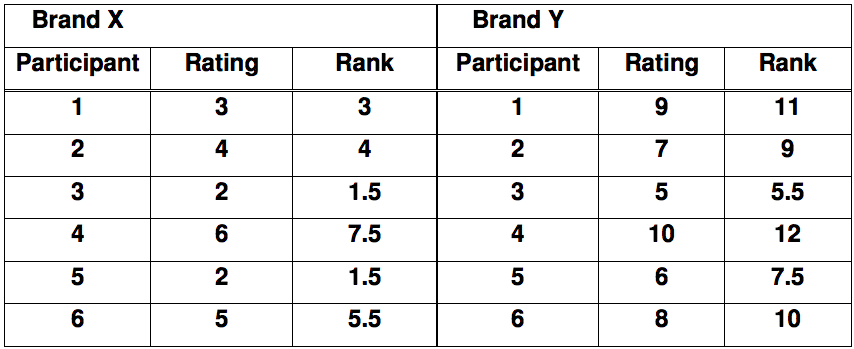 Brand X Brand Y
Participant Rating Rank Participant Rating Rank
1 3 3 1 9 11
2 4 4 2 7 9
3 2 1.5 3 5 5.5
4 6 7.5 4 10 12
5 2 1.5 5 6 7.5
6 5 5.5 6 8 10